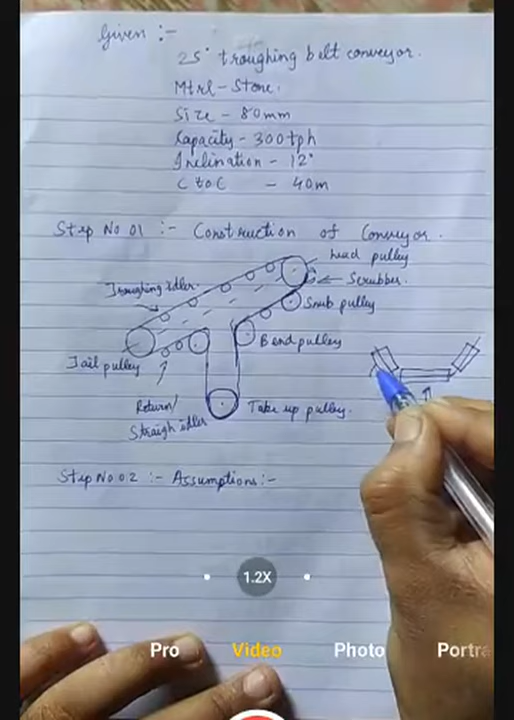 Given :-
25° troughing belt conveyor.
Mtrl - Stone.
Size - 80mm
Capacity - 300tph
Inclination - 12°
C to C - 40m
Step No 01 :- Construction of Conveyor.
head pulley
Troughing idler.
Scrubber.
Snub pulley
Bend pulley
Tail pulley
Return/
Straigh idler
Take up pulley.
Step No 02 :- Assumptions :-
1.2X
Pro Video Photo Portra